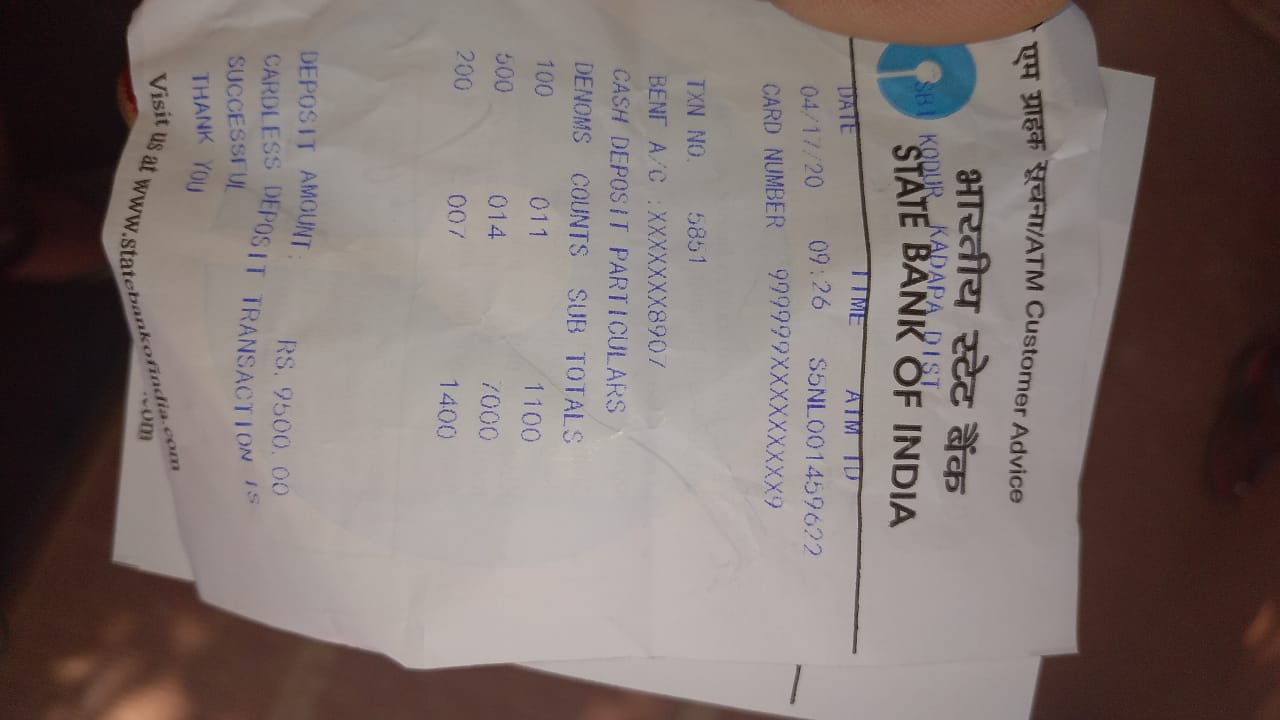 एम ग्राहक सूचना/ATM Customer Advice
भारतीय स्टेट बैंक
SBI KODUR KADAPA DIST
STATE BANK OF INDIA
DATE TIME ATM ID
04/17/20 09:26 S5NL001459622
CARD NUMBER 999999XXXXXXXXXX9
TXN NO. 5851
BENF A/C :XXXXXXX8907
CASH DEPOSIT PARTICULARS
DENOMS COUNTS SUB TOTALS
100 011 1100
500 014 7000
200 007 1400
DEPOSIT AMOUNT: RS. 9500.00
CARDLESS DEPOSIT TRANSACTION IS
SUCCESSFUL
THANK YOU
Visit us at www.statebankofindia.com